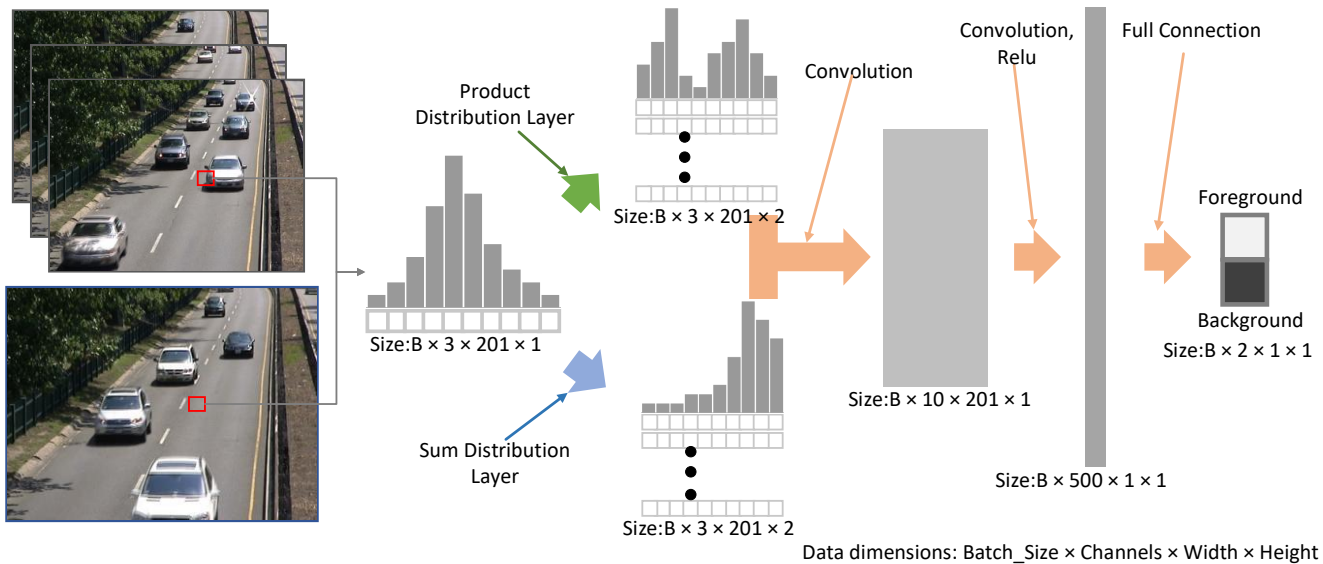 Product
Distribution Layer
Size:B × 3 × 201 × 1
Sum Distribution
Layer
Size:B × 3 × 201 × 2
Size:B × 3 × 201 × 2
Convolution
Size:B × 10 × 201 × 1
Convolution,
Relu
Size:B × 500 × 1 × 1
Full Connection
Foreground
Background
Size:B × 2 × 1 × 1
Data dimensions: Batch_Size × Channels × Width × Height